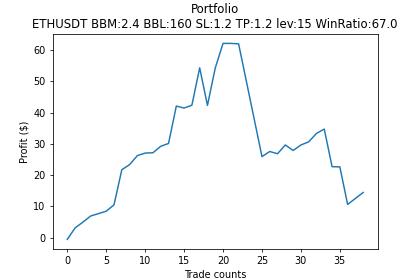 Portfolio
ETHUSDT BBM:2.4 BBL:160 SL:1.2 TP:1.2 lev:15 WinRatio:67.0
60
50
40
30
20
10
0
Profit ($)
0 5 10 15 20 25 30 35
Trade counts